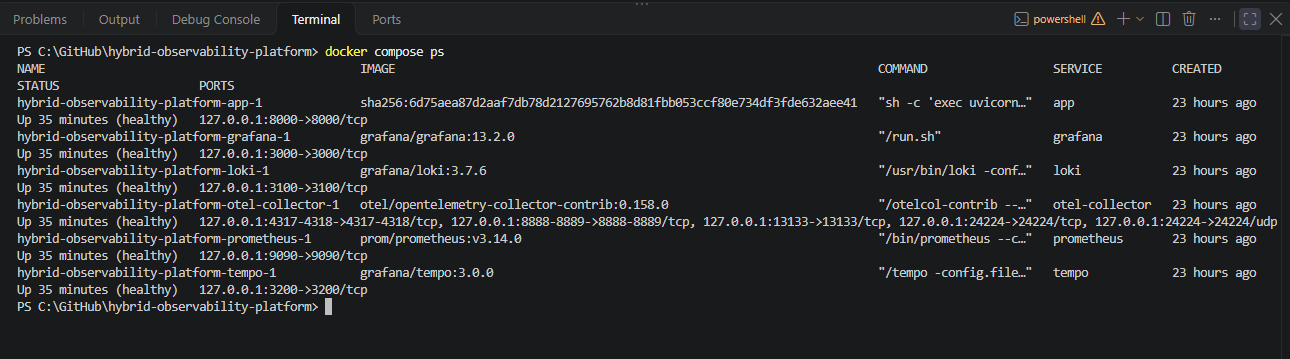 Problems Output Debug Console Terminal Ports powershell
PS C:\GitHub\hybrid-observability-platform> docker compose ps
NAME IMAGE COMMAND SERVICE CREATED
STATUS PORTS
hybrid-observability-platform-app-1 sha256:6d75aea87d2aaf7db78d2127695762b8d81fbb053ccf80e734df3fde632aee41 "sh -c 'exec uvicorn…" app 23 hours ago
Up 35 minutes (healthy) 127.0.0.1:8000->8000/tcp
hybrid-observability-platform-grafana-1 grafana/grafana:13.2.0 "/run.sh" grafana 23 hours ago
Up 35 minutes (healthy) 127.0.0.1:3000->3000/tcp
hybrid-observability-platform-loki-1 grafana/loki:3.7.6 "/usr/bin/loki -conf…" loki 23 hours ago
Up 35 minutes (healthy) 127.0.0.1:3100->3100/tcp
hybrid-observability-platform-otel-collector-1 otel/opentelemetry-collector-contrib:0.158.0 "/otelcol-contrib --…" otel-collector 23 hours ago
Up 35 minutes (healthy) 127.0.0.1:4317-4318->4317-4318/tcp, 127.0.0.1:8888-8889->8888-8889/tcp, 127.0.0.1:13133->13133/tcp, 127.0.0.1:24224->24224/tcp, 127.0.0.1:24224->24224/udp
hybrid-observability-platform-prometheus-1 prom/prometheus:v3.14.0 "/bin/prometheus --c…" prometheus 23 hours ago
Up 35 minutes (healthy) 127.0.0.1:9090->9090/tcp
hybrid-observability-platform-tempo-1 grafana/tempo:3.0.0 "/tempo -config.file…" tempo 23 hours ago
Up 35 minutes (healthy) 127.0.0.1:3200->3200/tcp
PS C:\GitHub\hybrid-observability-platform>